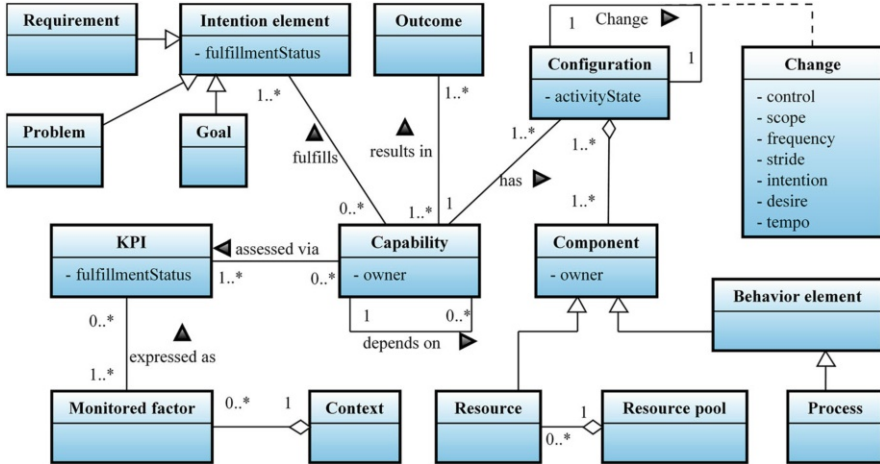 Requirement
Intention element
- fulfillmentStatus
Outcome
1
Change
1
Configuration
- activityState
Change
- control
- scope
- frequency
- stride
- intention
- desire
- tempo
Problem
Goal
1..*
fulfills
0..*
1..*
results in
1..*
1..*
has
1
1..*
1..*
KPI
- fulfillmentStatus
assessed via
1..*
0..*
Capability
- owner
1
0..*
depends on
Component
- owner
Behavior element
0..*
expressed as
1..*
Monitored factor
0..*
1
Context
Resource
0..*
1
Resource pool
Process